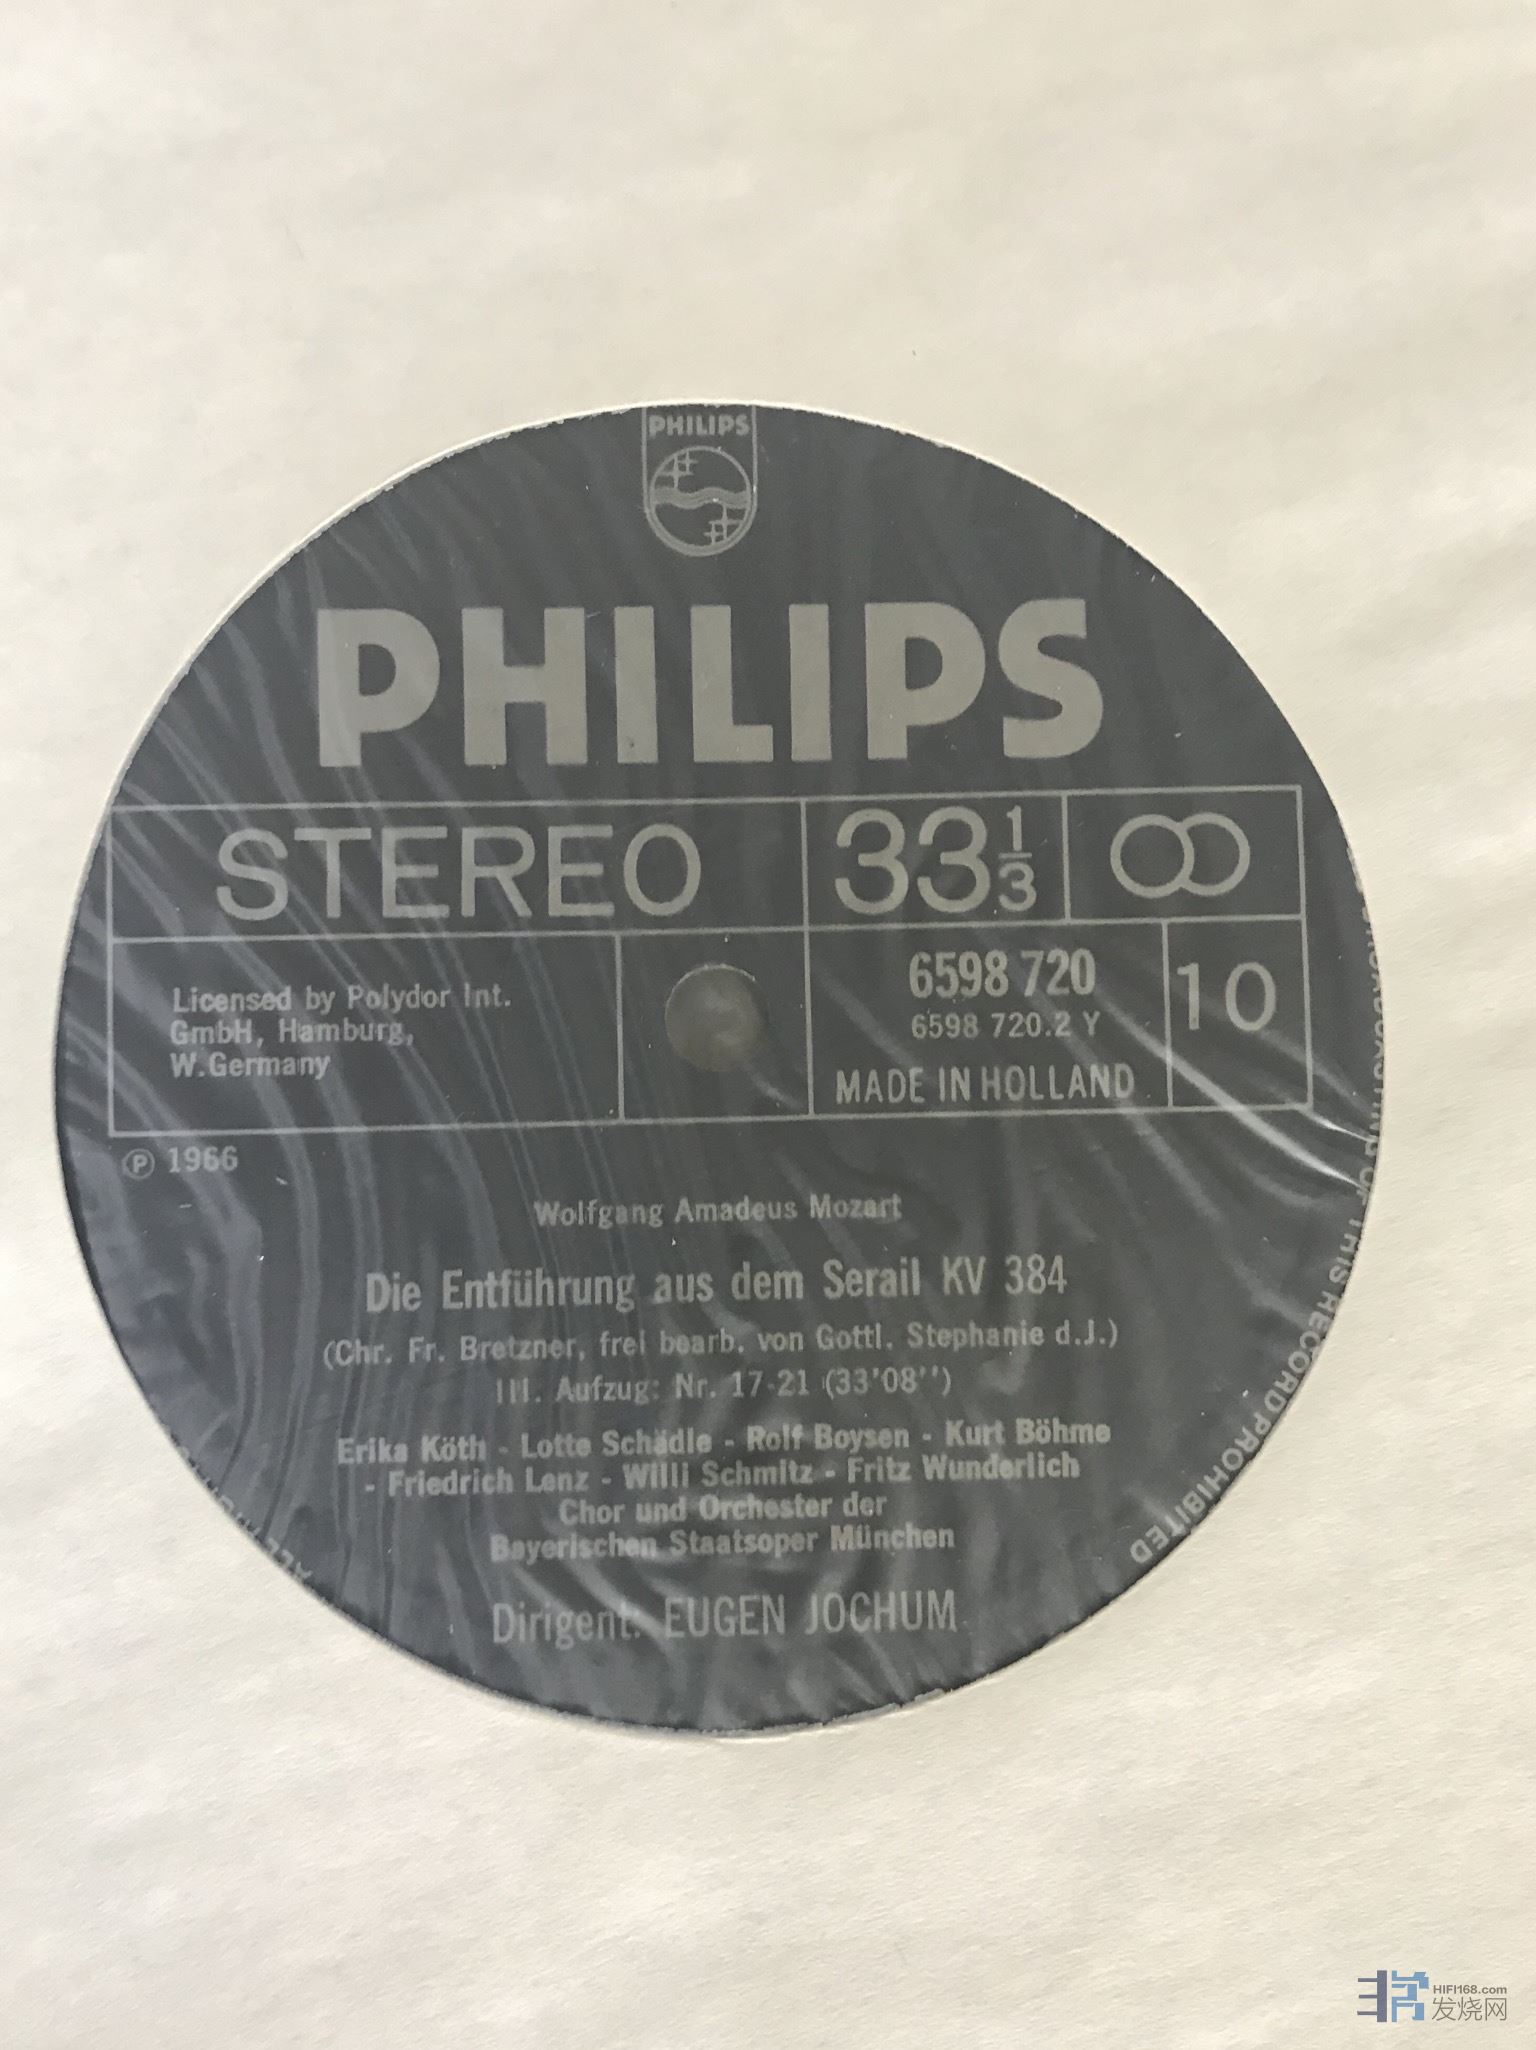 PHILIPS
PHILIPS
STEREO
33 1/3
Licensed by Polydor Int.
GmbH, Hamburg,
W.Germany
6598 720
6598 720.2 Y
MADE IN HOLLAND
10
℗ 1966
Wolfgang Amadeus Mozart
Die Entführung aus dem Serail KV 384
(Chr. Fr. Bretzner, frei bearb. von Gottl. Stephanie d.J.)
III. Aufzug: Nr. 17-21 (33'08'')
Erika Köth - Lotte Schädle - Rolf Boysen - Kurt Böhme
- Friedrich Lenz - Willi Schmitz - Fritz Wunderlich
Chor und Orchester der
Bayerischen Staatsoper München
Dirigent: EUGEN JOCHUM
ALL
OF THIS RECORD PROHIBITED
HIFI168.com
发烧网